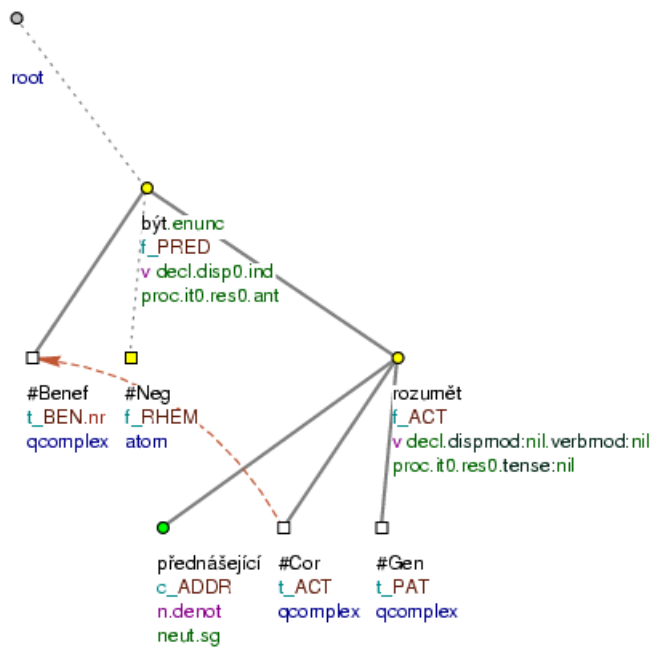 root
být.enunc
f_PRED
v decl.disp0.ind
proc.it0.res0.ant
#Benef
t_BEN.nr
qcomplex
#Neg
f_RHEM
atom
rozumět
f_ACT
v decl.dispmod:nil.verbmod:nil
proc.it0.res0.tense:nil
přednášející
c_ADDR
n.denot
neut.sg
#Cor
t_ACT
qcomplex
#Gen
t_PAT
qcomplex